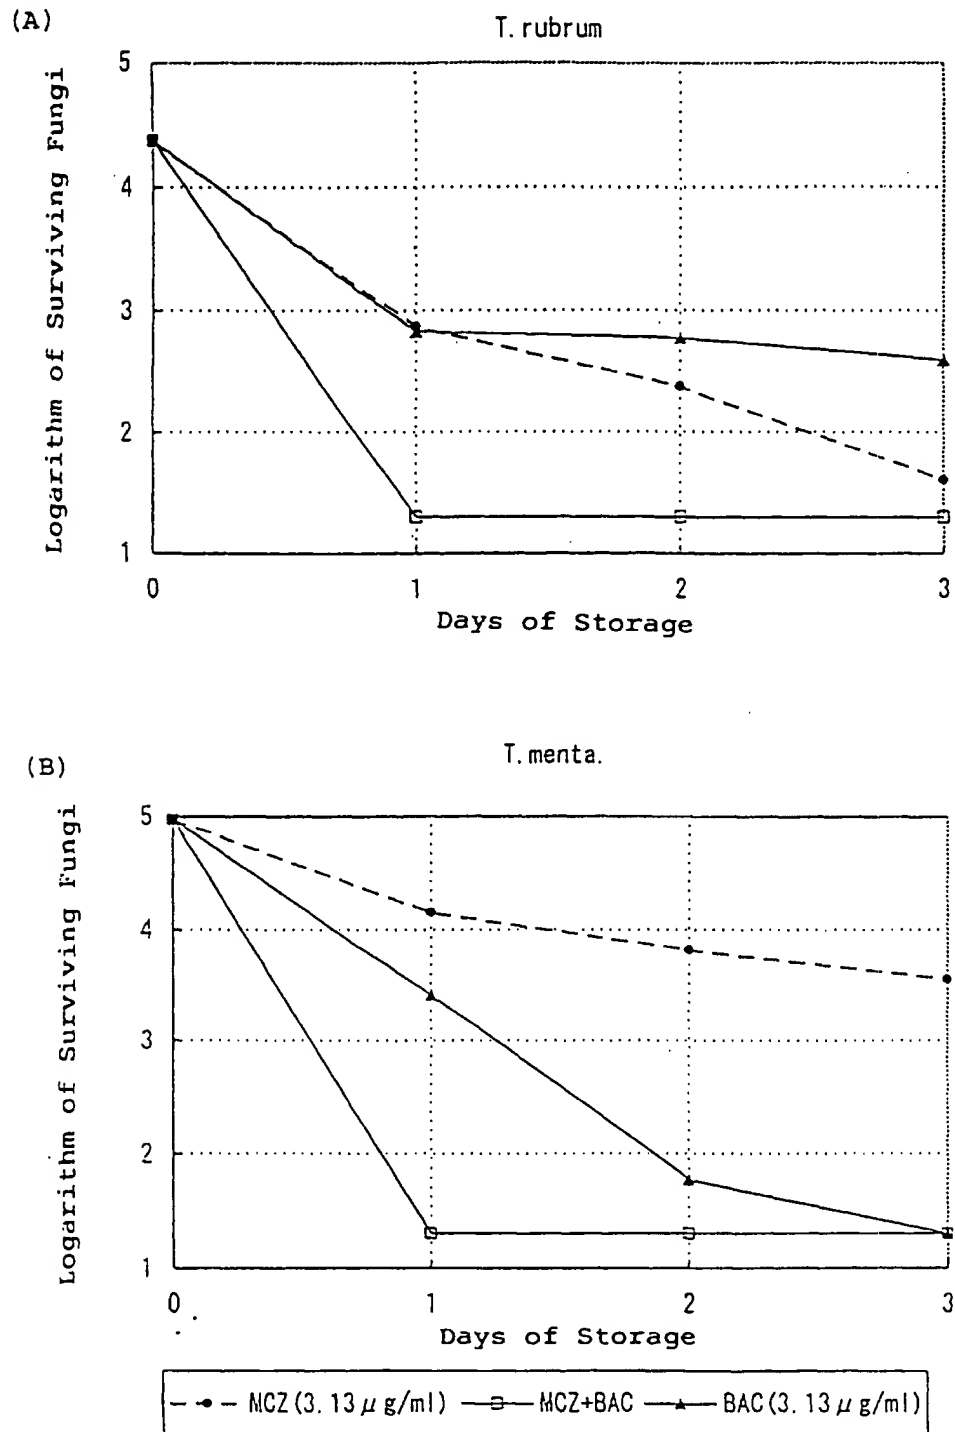 (A)
T. rubrum
Logarithm of Surviving Fungi
5
4
3
2
1
0 1 2 3
Days of Storage
(B)
T. menta.
Logarithm of Surviving Fungi
5
4
3
2
1
0 1 2 3
Days of Storage
MCZ (3. 13 μ g/ml) MCZ+BAC BAC (3. 13 μ g/ml)